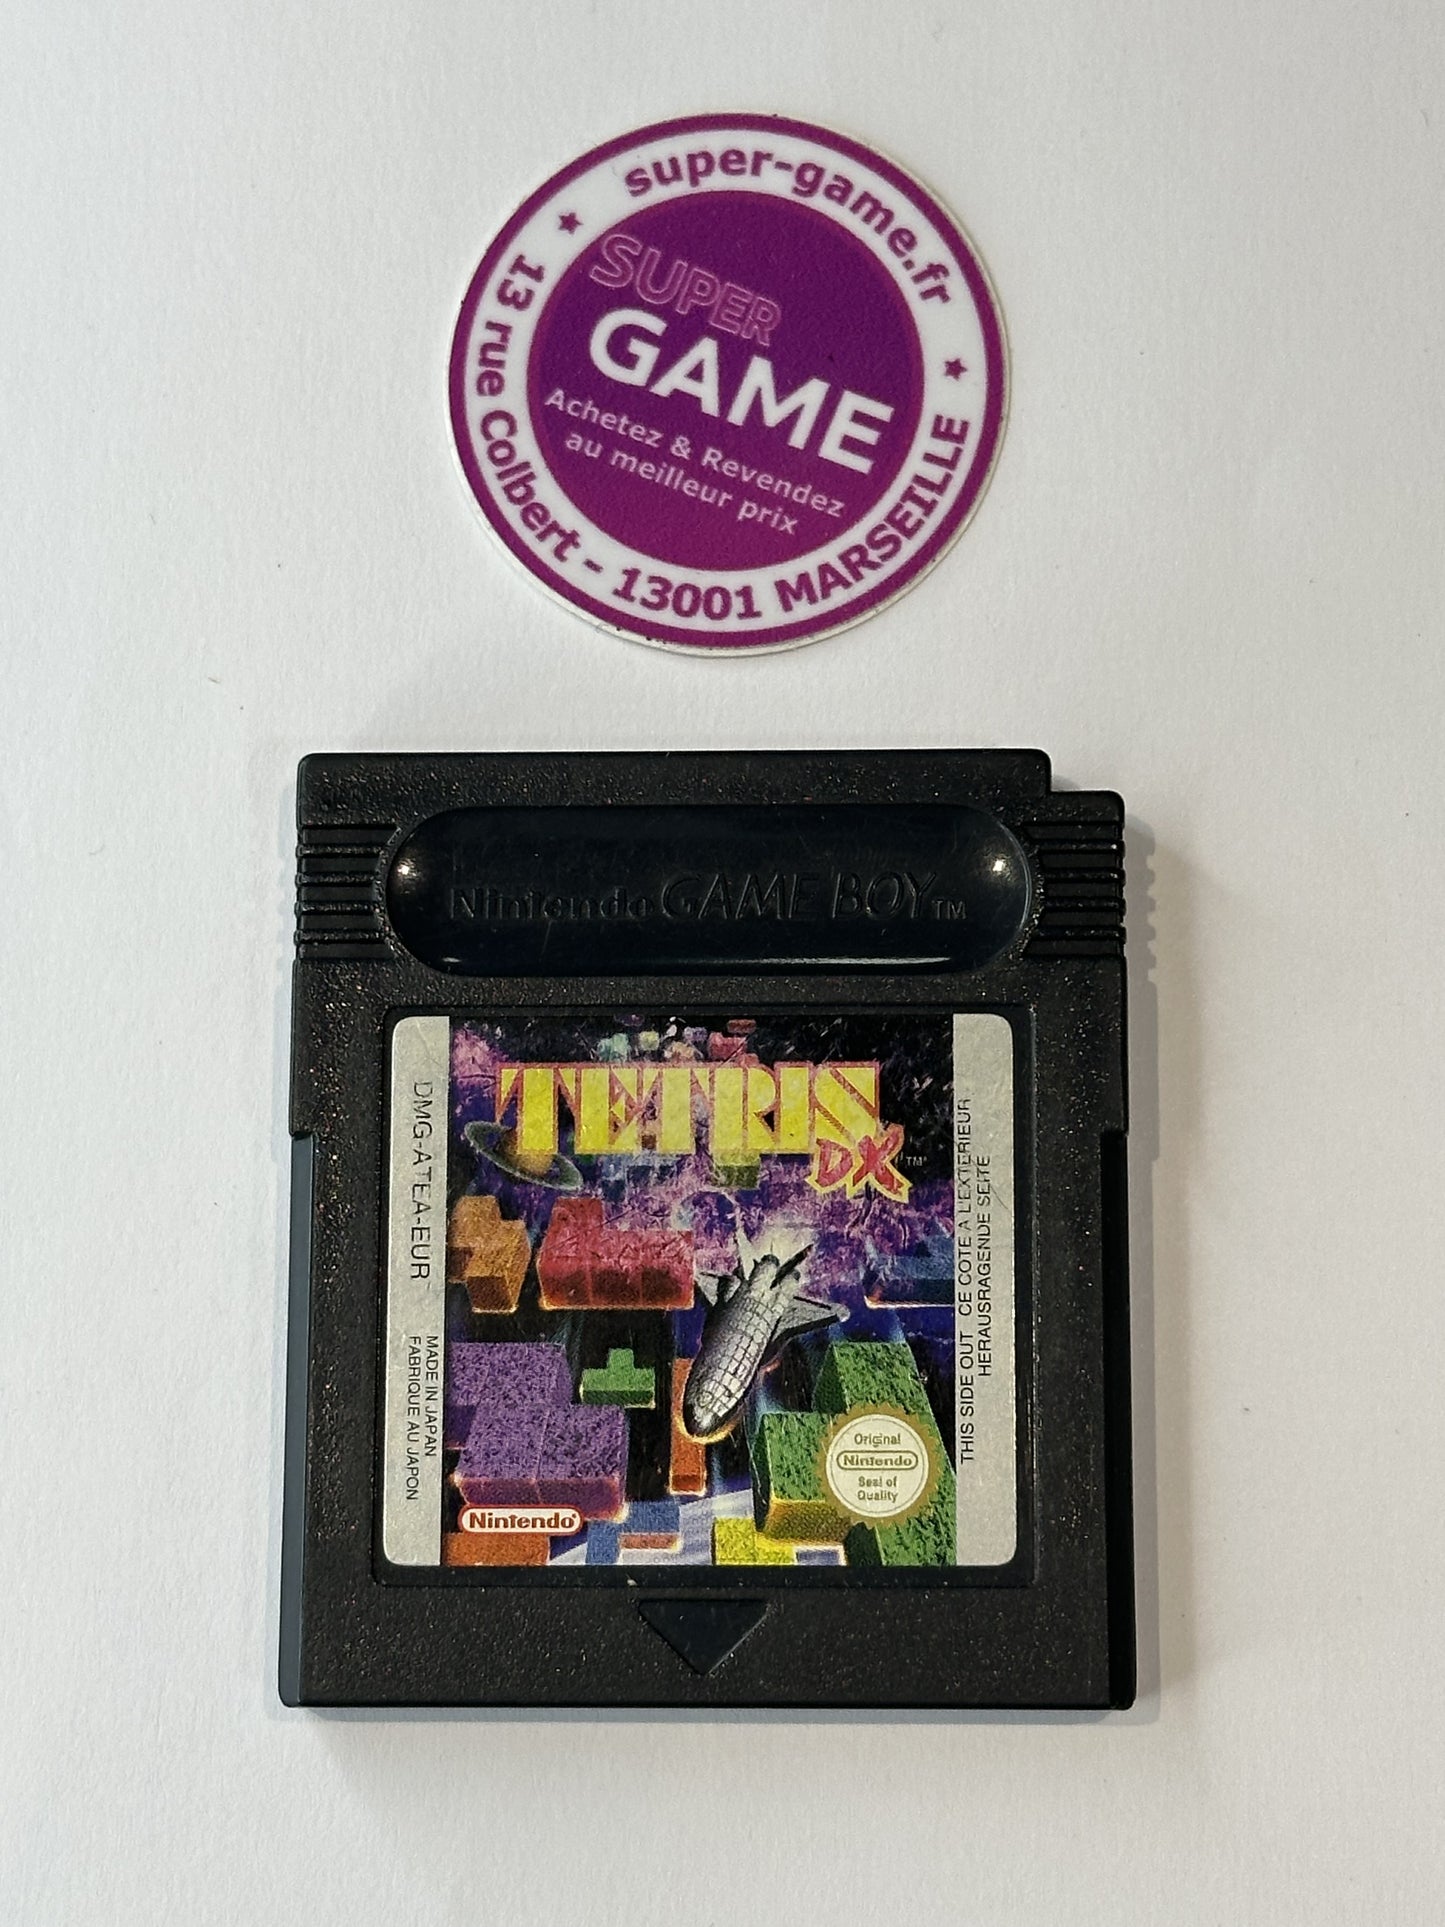 super-game.fr
SUPER
GAME
Achetez & Revendez
au meilleur prix
13 rue Colbert - 13001 MARSEILLE
Nintendo GAME BOY TM
TETRIS
DX TM
DMG-ATEA-EUR
MADE IN JAPAN
FABRIQUE AU JAPON
THIS SIDE OUT CE COTE A L'EXTERIEUR
HERAUSRAGENDE SEITE
Original
Nintendo
Seal of
Quality
Nintendo